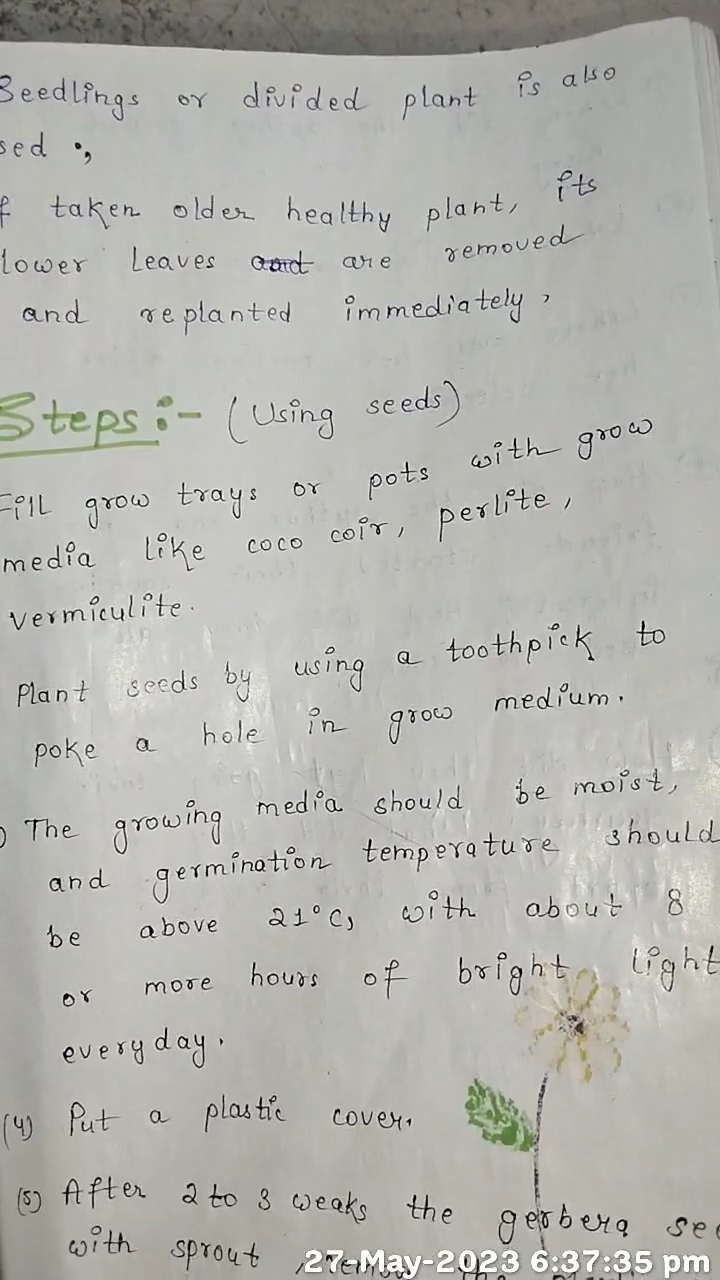 Seedlings or divided plant is also
sed ",
f taken older healthy plant, its
lower leaves are removed
and replanted immediately,
Steps:- (Using seeds)
Fill grow trays or pots with grow
media like coco coir, perlite,
vermiculite.
Plant seeds by using a toothpick to
poke a hole in grow medium.
) The growing media should be moist,
and germination temperature should
be above 21°C, with about 8
or more hours of bright light
everyday.
(4) Put a plastic cover.
(5) After 2 to 3 weaks the gerbera see
with sprout, remov the
27-May-2023 6:37:35 pm